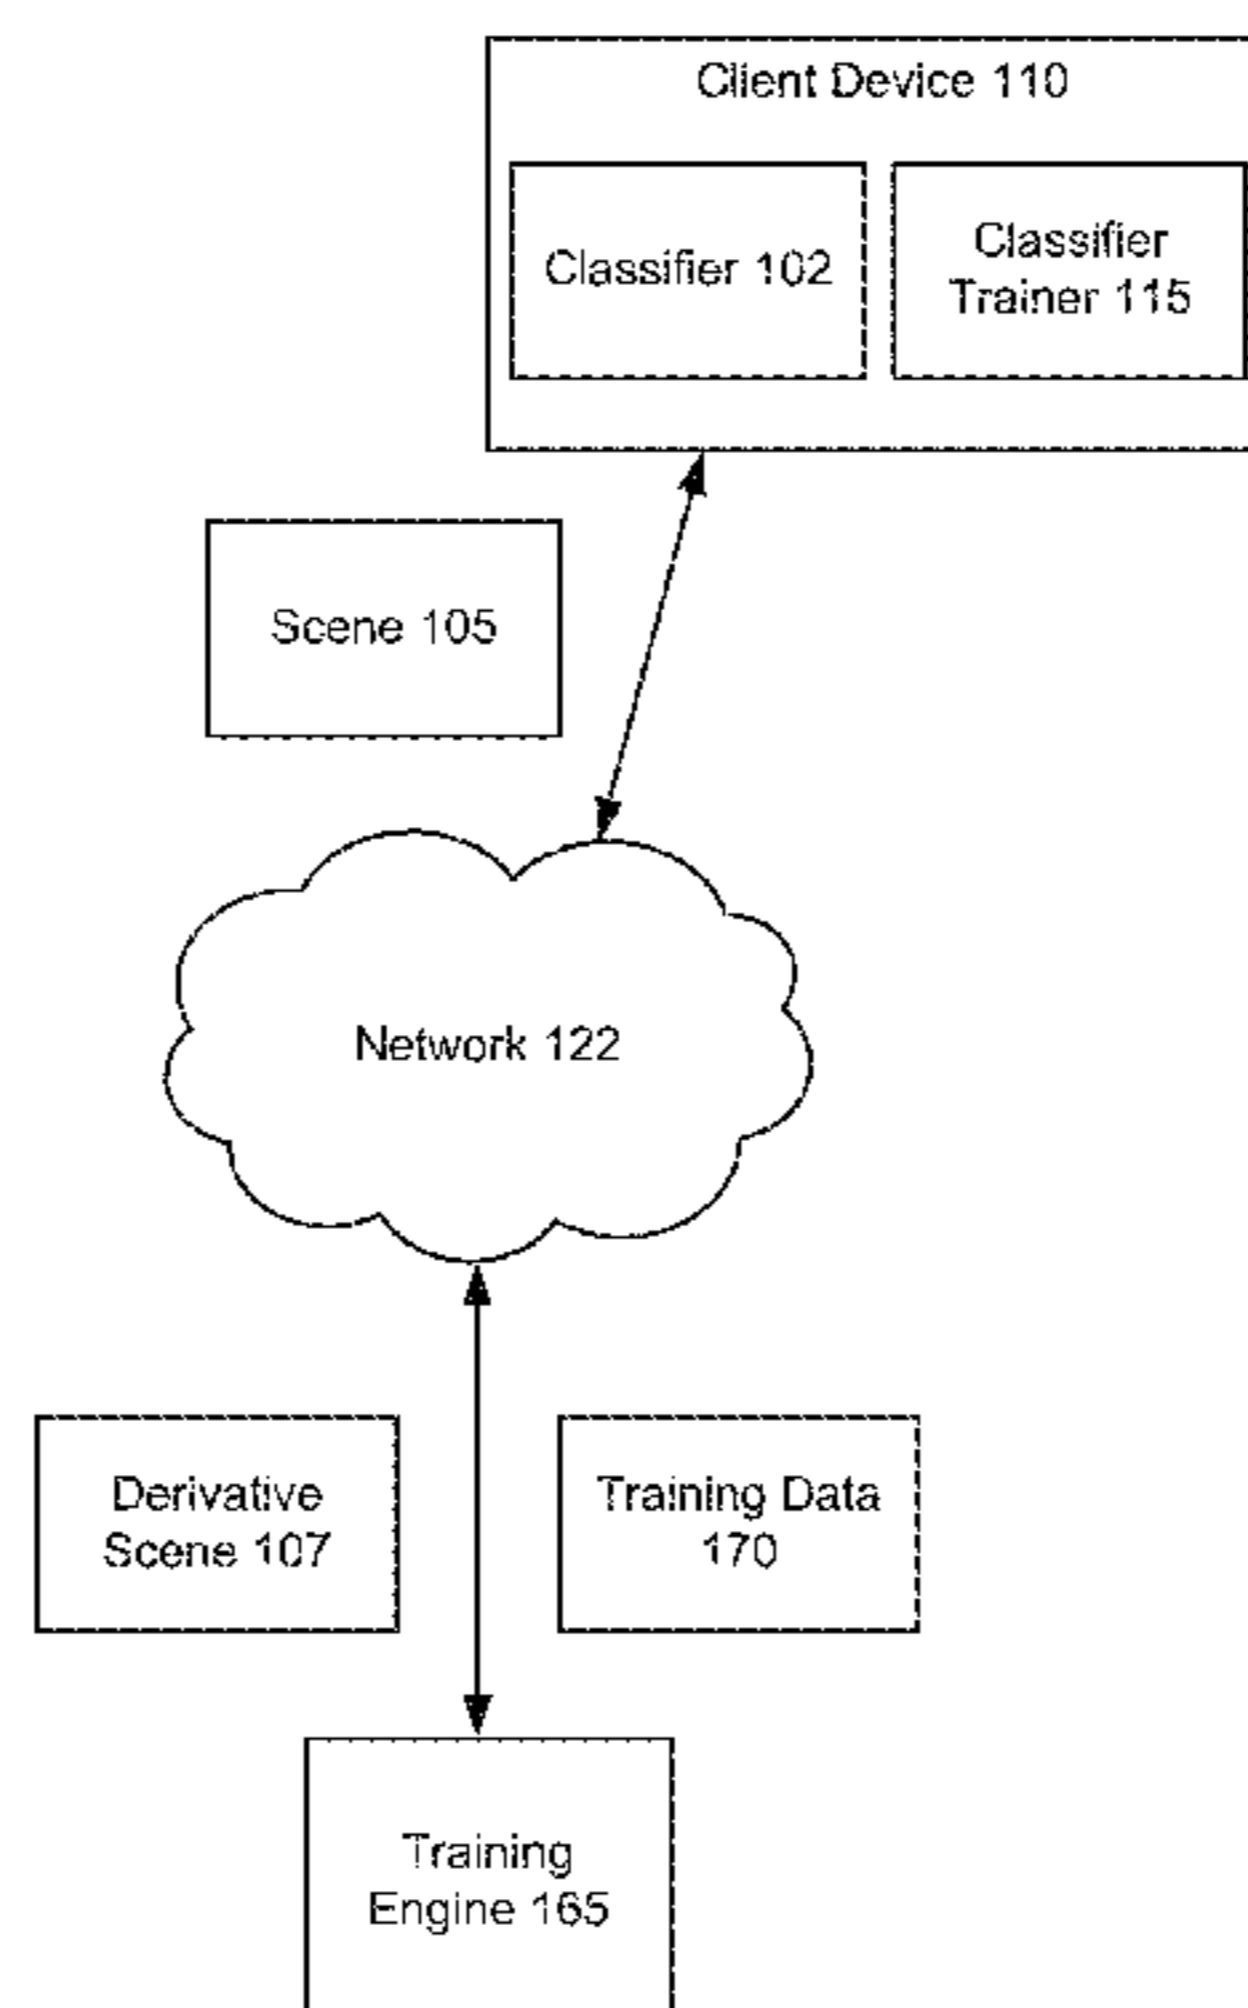 Client Device 110
Classifier 102
Classifier
Trainer 115
Scene 105
Network 122
Derivative
Scene 107
Training Data
170
Training
Engine 165